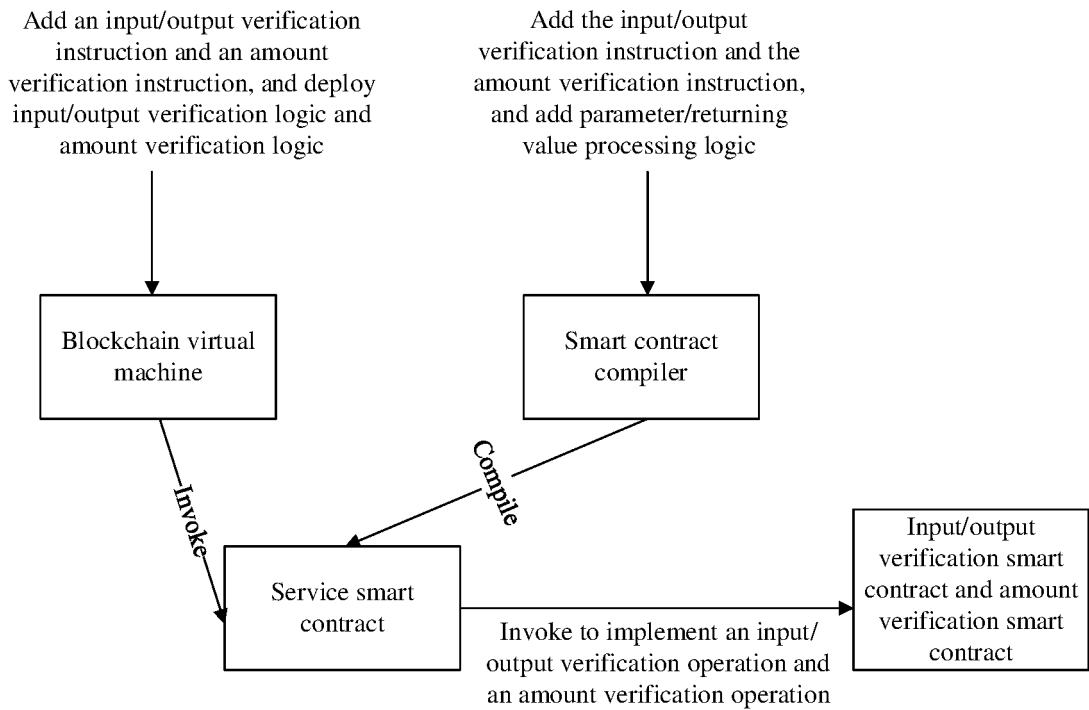 Add an input/output verification
instruction and an amount
verification instruction, and deploy
input/output verification logic and
amount verification logic
Add the input/output
verification instruction and the
amount verification instruction,
and add parameter/returning
value processing logic
Blockchain virtual
machine
Smart contract
compiler
Invoke
Compile
Service smart
contract
Invoke to implement an input/
output verification operation and
an amount verification operation
Input/output
verification smart
contract and amount
verification smart
contract